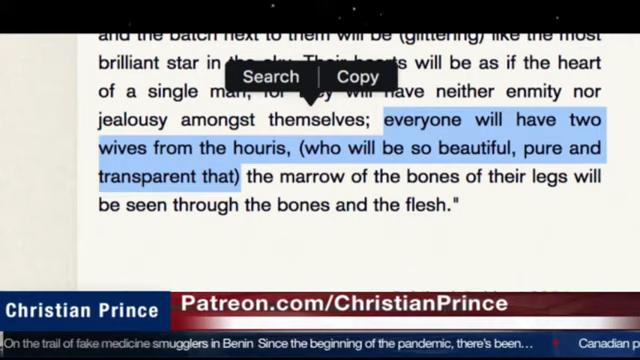 and the batch next to them will be (glittering) like the most
brilliant star in the sky. Their hearts will be as if the heart
Search Copy
of a single man, for they will have neither enmity nor
jealousy amongst themselves; everyone will have two
wives from the houris, (who will be so beautiful, pure and
transparent that) the marrow of the bones of their legs will
be seen through the bones and the flesh."
Christian Prince
Patreon.com/ChristianPrince
On the trail of fake medicine smugglers in Benin Since the beginning of the pandemic, there's been... Canadian p